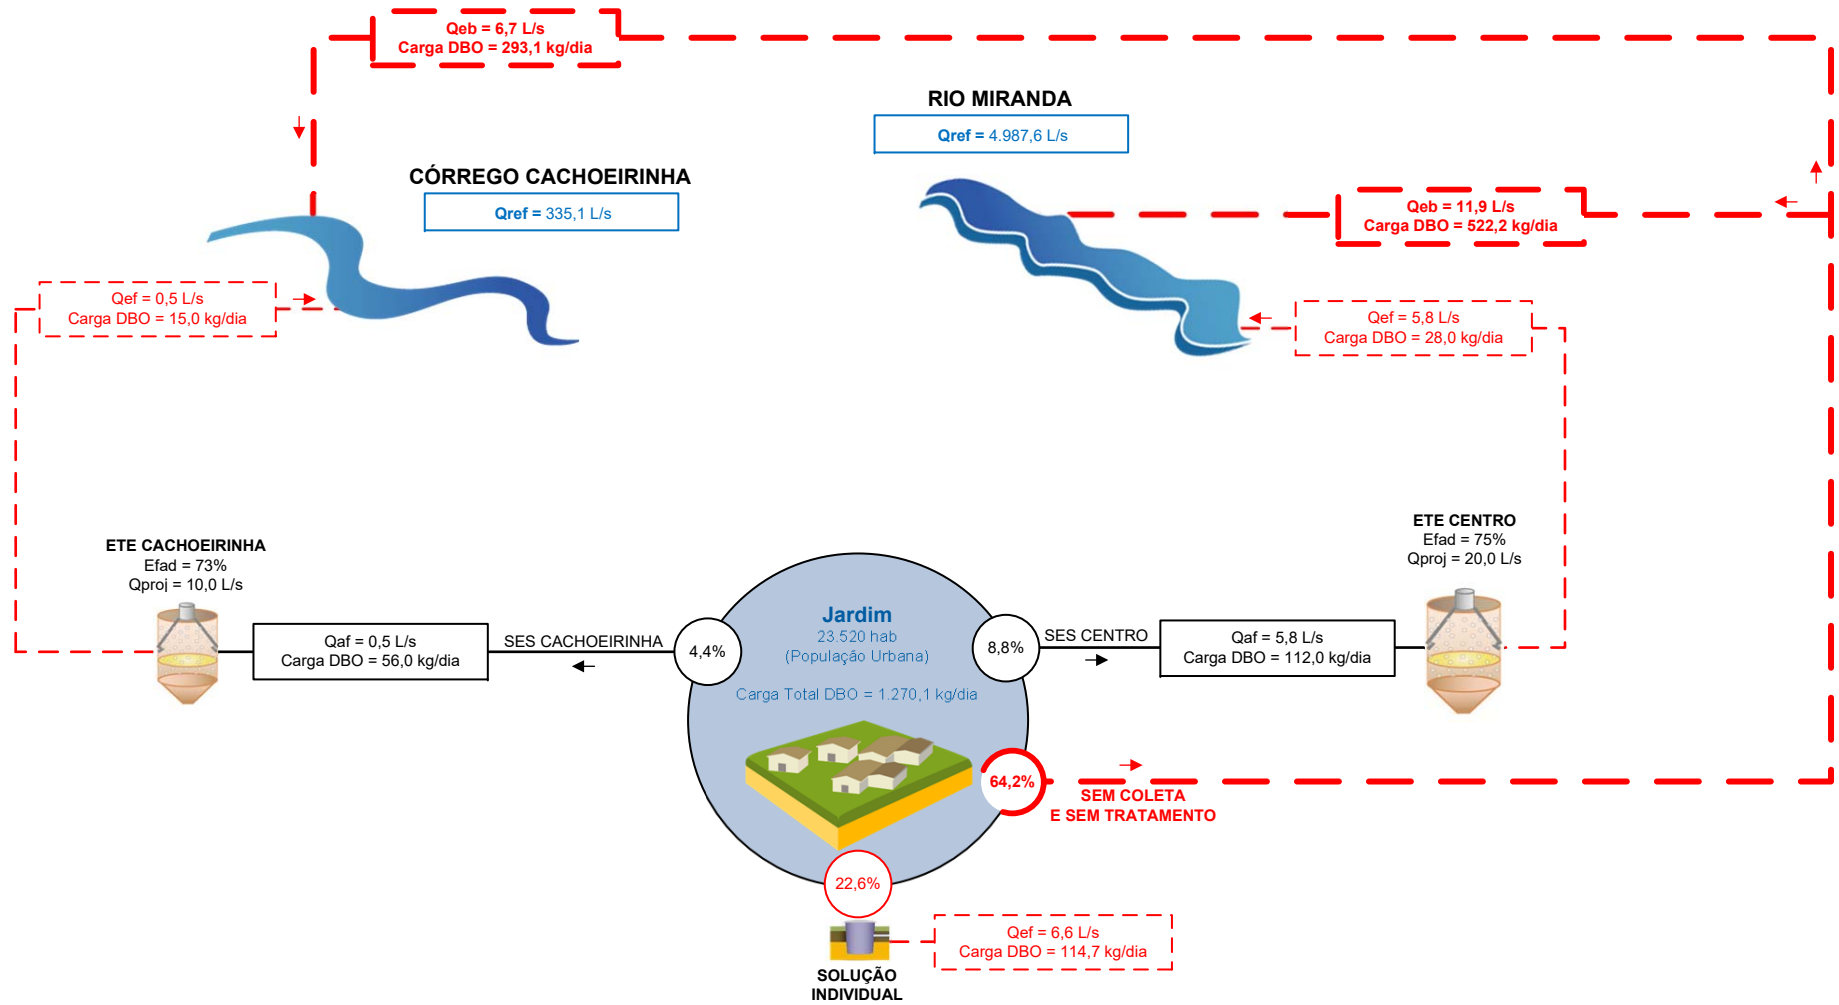 Qeb = 6,7 L/s
Carga DBO = 293,1 kg/dia
RIO MIRANDA
Qref = 4.987,6 L/s
CÓRREGO CACHOEIRINHA
Qref = 335,1 L/s
Qeb = 11,9 L/s
Carga DBO = 522,2 kg/dia
Qef = 0,5 L/s
Carga DBO = 15,0 kg/dia
Qef = 5,8 L/s
Carga DBO = 28,0 kg/dia
ETE CACHOEIRINHA
Efad = 73%
Qproj = 10,0 L/s
ETE CENTRO
Efad = 75%
Qproj = 20,0 L/s
Qaf = 0,5 L/s
Carga DBO = 56,0 kg/dia
SES CACHOEIRINHA
4,4%
Jardim
23.520 hab
(População Urbana)
Carga Total DBO = 1.270,1 kg/dia
8,8%
SES CENTRO
Qaf = 5,8 L/s
Carga DBO = 112,0 kg/dia
64,2%
SEM COLETA
E SEM TRATAMENTO
22,6%
Qef = 6,6 L/s
Carga DBO = 114,7 kg/dia
SOLUÇÃO
INDIVIDUAL